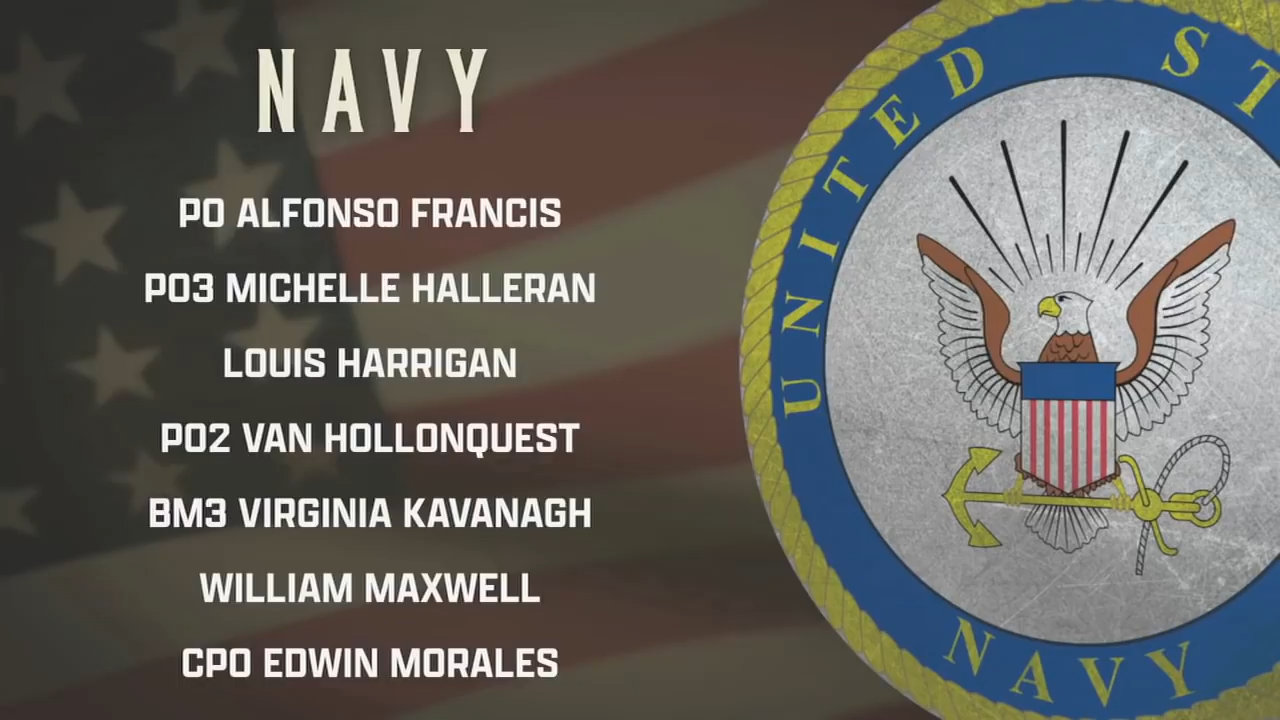 NAVY
PO ALFONSO FRANCIS
PO3 MICHELLE HALLERAN
LOUIS HARRIGAN
PO2 VAN HOLLONQUEST
BM3 VIRGINIA KAVANAGH
WILLIAM MAXWELL
CPO EDWIN MORALES
UNITED ST
NAVY